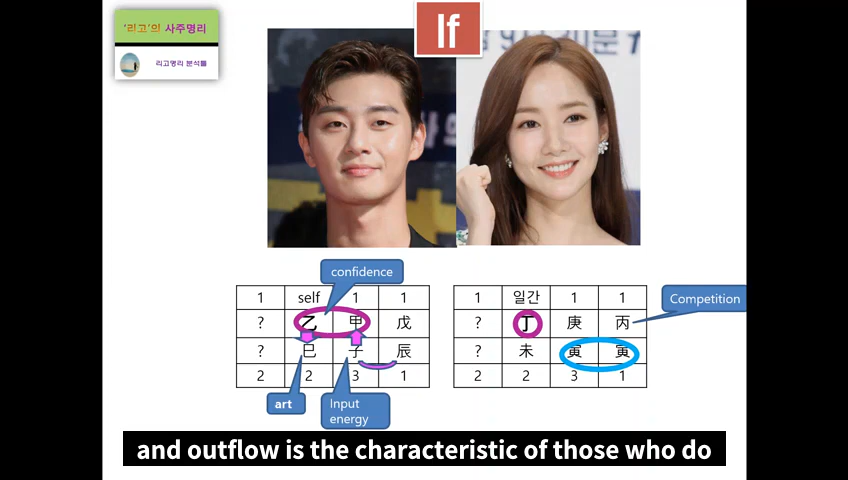 If
'리고'의 사주명리
리고명리 분석틀
confidence
1 self 1 1
? 乙 甲 戊
? 巳 子 辰
2 2 3 1
art
Input
energy
1 일간 1 1
? 丁 庚 丙
? 未 寅 寅
2 2 3 1
Competition
and outflow is the characteristic of those who do